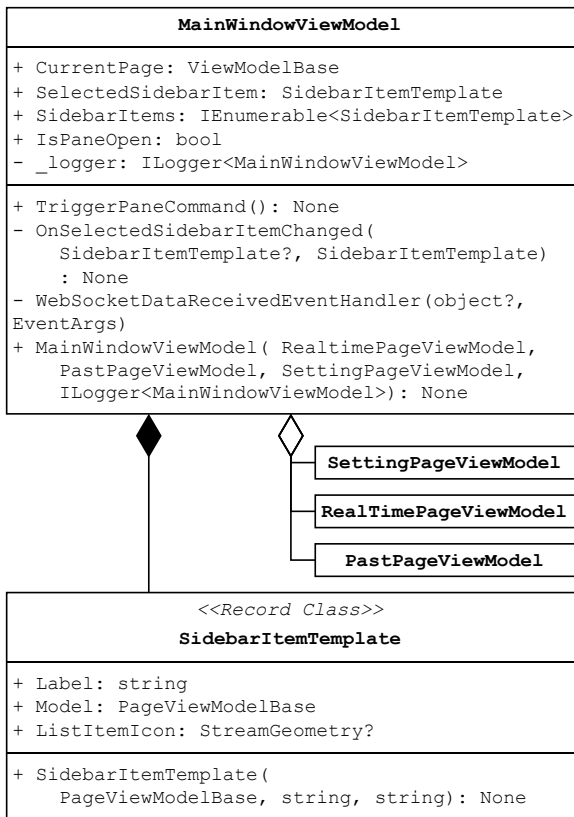 MainWindowViewModel
+ CurrentPage: ViewModelBase
+ SelectedSidebarItem: SidebarItemTemplate
+ SidebarItems: IEnumerable<SidebarItemTemplate>
+ IsPaneOpen: bool
- _logger: ILogger<MainWindowViewModel>
+ TriggerPaneCommand(): None
- OnSelectedSidebarItemChanged(
SidebarItemTemplate?, SidebarItemTemplate)
: None
- WebSocketDataReceivedEventHandler(object?,
EventArgs)
+ MainWindowViewModel( RealtimePageViewModel,
PastPageViewModel, SettingPageViewModel,
ILogger<MainWindowViewModel>): None
SettingPageViewModel
RealTimePageViewModel
PastPageViewModel
<<Record Class>>
SidebarItemTemplate
+ Label: string
+ Model: PageViewModelBase
+ ListItemIcon: StreamGeometry?
+ SidebarItemTemplate(
PageViewModelBase, string, string): None